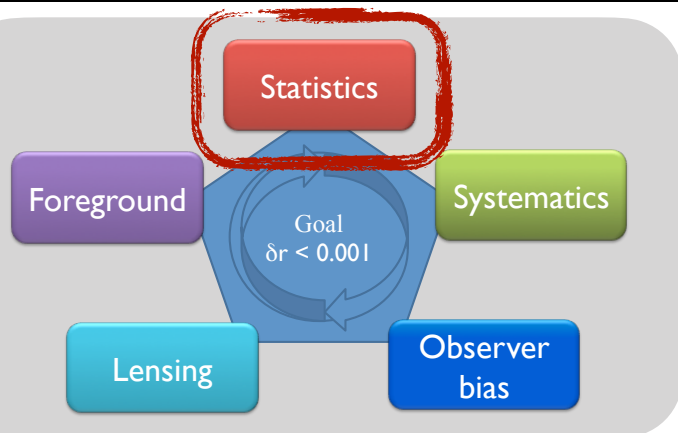 Statistics
Foreground
Systematics
Goal
δr < 0.001
Lensing
Observer
bias